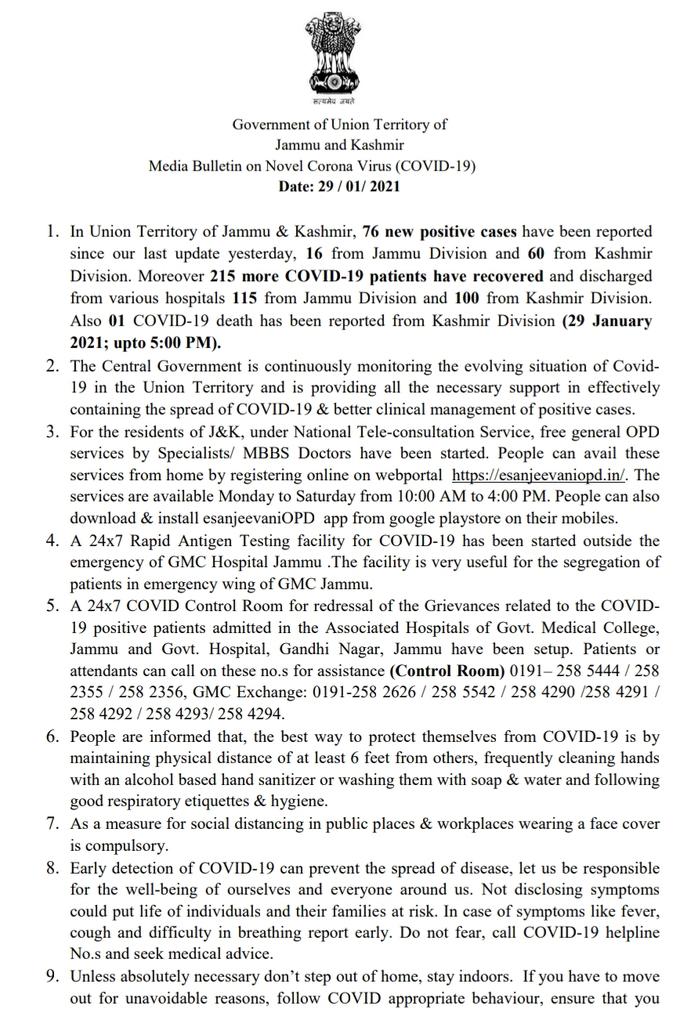 सत्यमेव जयते
Government of Union Territory of
Jammu and Kashmir
Media Bulletin on Novel Corona Virus (COVID-19)
Date: 29 / 01/ 2021
1. In Union Territory of Jammu & Kashmir, 76 new positive cases have been reported
since our last update yesterday, 16 from Jammu Division and 60 from Kashmir
Division. Moreover 215 more COVID-19 patients have recovered and discharged
from various hospitals 115 from Jammu Division and 100 from Kashmir Division.
Also 01 COVID-19 death has been reported from Kashmir Division (29 January
2021; upto 5:00 PM).
2. The Central Government is continuously monitoring the evolving situation of Covid-
19 in the Union Territory and is providing all the necessary support in effectively
containing the spread of COVID-19 & better clinical management of positive cases.
3. For the residents of J&K, under National Tele-consultation Service, free general OPD
services by Specialists/ MBBS Doctors have been started. People can avail these
services from home by registering online on webportal https://esanjeevaniopd.in/. The
services are available Monday to Saturday from 10:00 AM to 4:00 PM. People can also
download & install esanjeevaniOPD app from google playstore on their mobiles.
4. A 24x7 Rapid Antigen Testing facility for COVID-19 has been started outside the
emergency of GMC Hospital Jammu .The facility is very useful for the segregation of
patients in emergency wing of GMC Jammu.
5. A 24x7 COVID Control Room for redressal of the Grievances related to the COVID-
19 positive patients admitted in the Associated Hospitals of Govt. Medical College,
Jammu and Govt. Hospital, Gandhi Nagar, Jammu have been setup. Patients or
attendants can call on these no.s for assistance (Control Room) 0191– 258 5444 / 258
2355 / 258 2356, GMC Exchange: 0191-258 2626 / 258 5542 / 258 4290 /258 4291 /
258 4292 / 258 4293/ 258 4294.
6. People are informed that, the best way to protect themselves from COVID-19 is by
maintaining physical distance of at least 6 feet from others, frequently cleaning hands
with an alcohol based hand sanitizer or washing them with soap & water and following
good respiratory etiquettes & hygiene.
7. As a measure for social distancing in public places & workplaces wearing a face cover
is compulsory.
8. Early detection of COVID-19 can prevent the spread of disease, let us be responsible
for the well-being of ourselves and everyone around us. Not disclosing symptoms
could put life of individuals and their families at risk. In case of symptoms like fever,
cough and difficulty in breathing report early. Do not fear, call COVID-19 helpline
No.s and seek medical advice.
9. Unless absolutely necessary don’t step out of home, stay indoors. If you have to move
out for unavoidable reasons, follow COVID appropriate behaviour, ensure that you